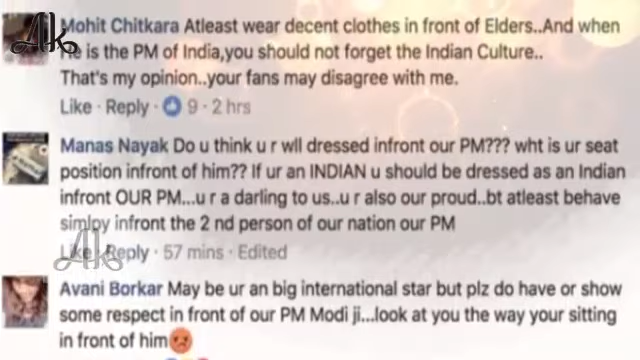 Ak
Mohit Chitkara Atleast wear decent clothes in front of Elders..And when
He is the PM of India,you should not forget the Indian Culture..
That's my opinion..your fans may disagree with me.
Like · Reply · 9 · 2 hrs
Manas Nayak Do u think u r wll dressed infront our PM??? wht is ur seat
position infront of him?? If ur an INDIAN u should be dressed as an Indian
infront OUR PM...u r a darling to us..u r also our proud..bt atleast behave
simlpy infront the 2 nd person of our nation our PM
Like · Reply · 57 mins · Edited
Ak
Avani Borkar May be ur an big international star but plz do have or show
some respect in front of our PM Modi ji...look at you the way your sitting
in front of him😡